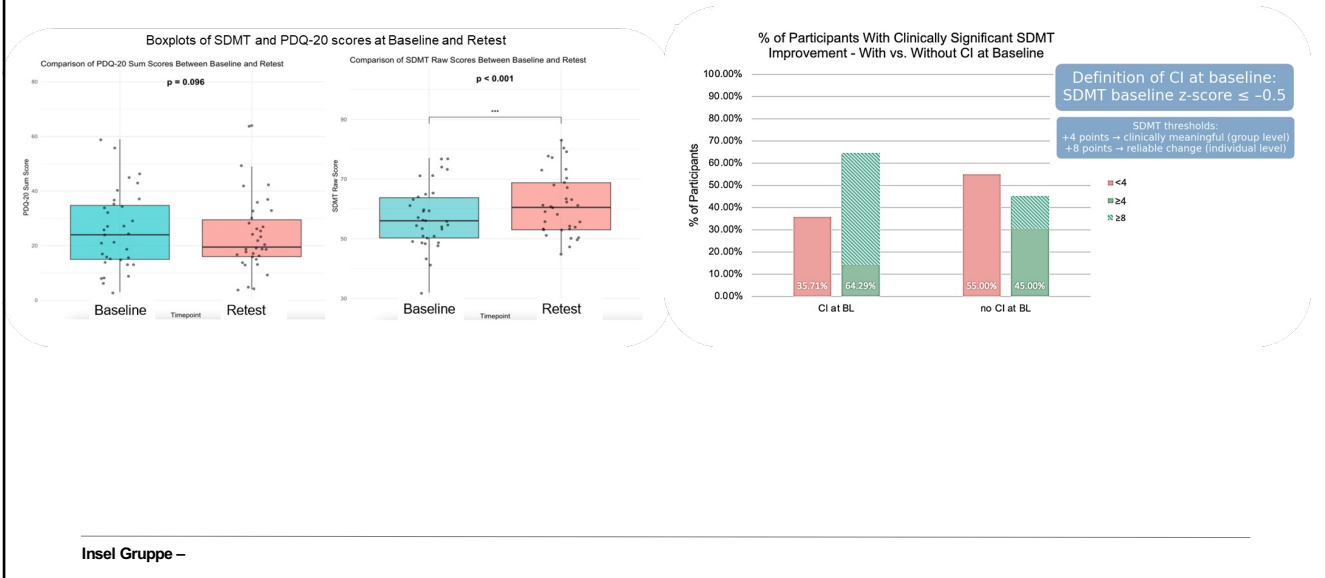 Boxplots of SDMT and PDQ-20 scores at Baseline and Retest
Comparison of PDQ-20 Sum Scores Between Baseline and Retest
p = 0.096
80
60
40
20
0
PDQ-20 Sum Score
Baseline
Retest
Timepoint
Comparison of SDMT Raw Scores Between Baseline and Retest
p < 0.001
***
90
70
50
30
SDMT Raw Score
Baseline
Retest
Timepoint
% of Participants With Clinically Significant SDMT
Improvement - With vs. Without CI at Baseline
100.00%
90.00%
80.00%
70.00%
60.00%
50.00%
40.00%
30.00%
20.00%
10.00%
0.00%
% of Participants
35.71%
64.29%
55.00%
45.00%
CI at BL
no CI at BL
<4
≥4
≥8
Definition of CI at baseline:
SDMT baseline z-score ≤ –0.5
SDMT thresholds:
+4 points → clinically meaningful (group level)
+8 points → reliable change (individual level)
Insel Gruppe –